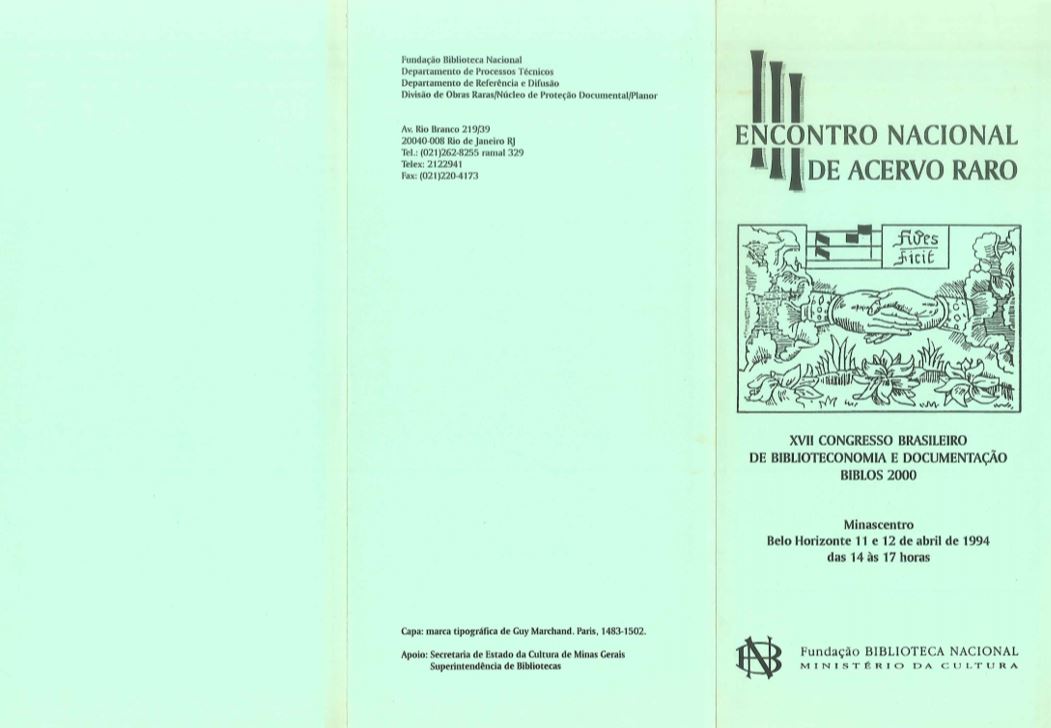 Fundação Biblioteca Nacional
Departamento de Processos Técnicos
Departamento de Referência e Difusão
Divisão de Obras Raras/Núcleo de Proteção Documental/Planor
Av. Rio Branco 219/39
20040-008 Rio de Janeiro RJ
Tel.: (021)262-8255 ramal 329
Telex: 2122941
Fax: (021)220-4173
Capa: marca tipográfica de Guy Marchand. Paris, 1483-1502.
Apoio: Secretaria de Estado da Cultura de Minas Gerais
Superintendência de Bibliotecas
III
ENCONTRO NACIONAL
DE ACERVO RARO
fides
ficit
XVII CONGRESSO BRASILEIRO
DE BIBLIOTECONOMIA E DOCUMENTAÇÃO
BIBLOS 2000
Minascentro
Belo Horizonte 11 e 12 de abril de 1994
das 14 às 17 horas
BN
Fundação BIBLIOTECA NACIONAL
MINISTÉRIO DA CULTURA